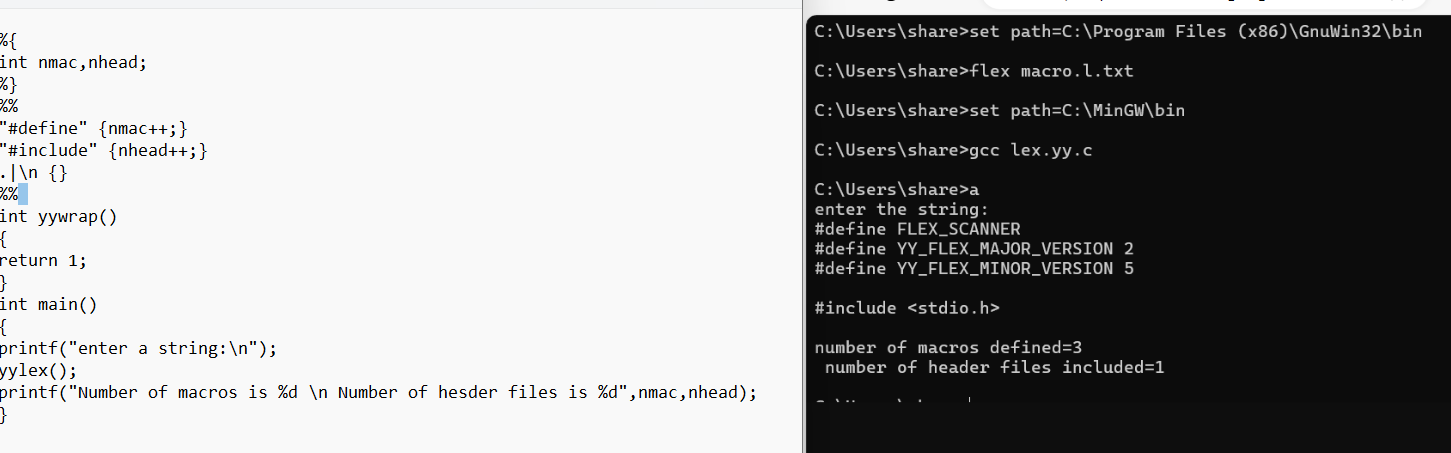 %{
int nmac,nhead;
%}
%%
"#define" {nmac++;}
"#include" {nhead++;}
.|\n {}
%%
int yywrap()
{
return 1;
}
int main()
{
printf("enter a string:\n");
yylex();
printf("Number of macros is %d \n Number of hesder files is %d",nmac,nhead);
}
C:\Users\share>set path=C:\Program Files (x86)\GnuWin32\bin
C:\Users\share>flex macro.l.txt
C:\Users\share>set path=C:\MinGW\bin
C:\Users\share>gcc lex.yy.c
C:\Users\share>a
enter the string:
#define FLEX_SCANNER
#define YY_FLEX_MAJOR_VERSION 2
#define YY_FLEX_MINOR_VERSION 5
#include <stdio.h>
number of macros defined=3
number of header files included=1